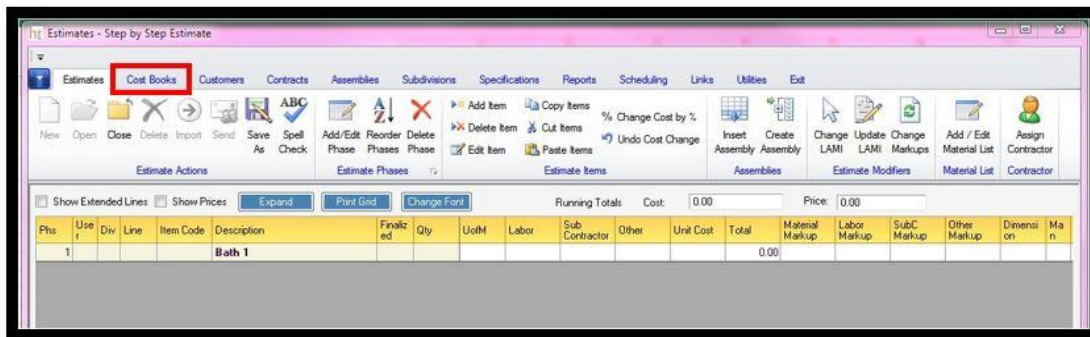 Estimates - Step by Step Estimate
Estimates Cost Books Customers Contracts Assemblies Subdivisions Specifications Reports Scheduling Links Utilities Exit
New Open Close Delete Import Send Save As Spell Check Add/Edit Phase Reorder Phases Delete Phase Add Item Delete Item Edit Item Copy Items Cut Items Paste Items % Change Cost by % Undo Cost Change Insert Assembly Create Assembly Change LAMI Update LAMI Change Markups Add / Edit Material List Assign Contractor
Estimate Actions Estimate Phases Estimate Items Assemblies Estimate Modifiers Material List Contractor
Show Extended Lines Show Prices Expand Print Grid Change Font Running Totals Cost: 0.00 Price: 0.00
Phs User Div Line Item Code Description Finalized Qty UofM Labor Sub Contractor Other Unit Cost Total Material Markup Labor Markup SubC Markup Other Markup Dimension Man
1 Bath 1 0.00